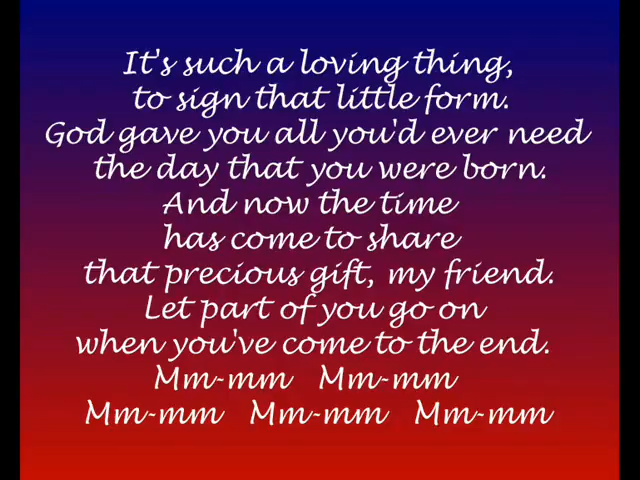 It's such a loving thing,
to sign that little form.
God gave you all you'd ever need
the day that you were born.
And now the time
has come to share
that precious gift, my friend.
Let part of you go on
when you've come to the end.
Mm-mm Mm-mm
Mm-mm Mm-mm Mm-mm